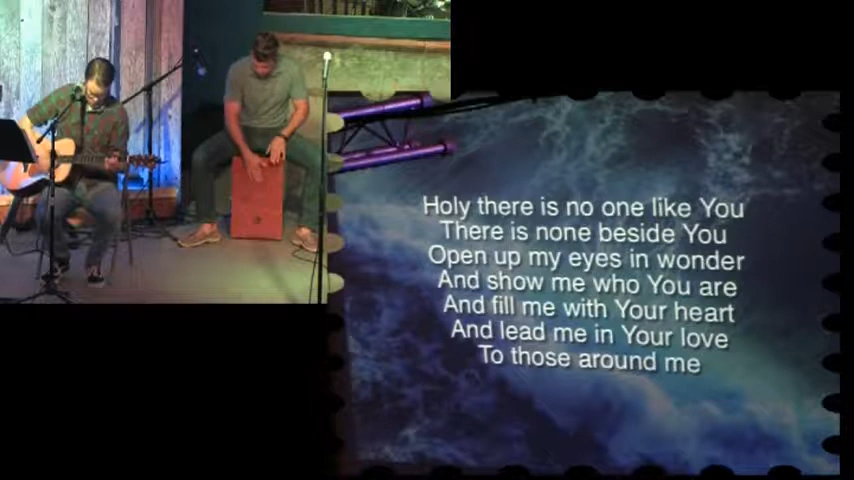 Holy there is no one like You
There is none beside You
Open up my eyes in wonder
And show me who You are
And fill me with Your heart
And lead me in Your love
To those around me